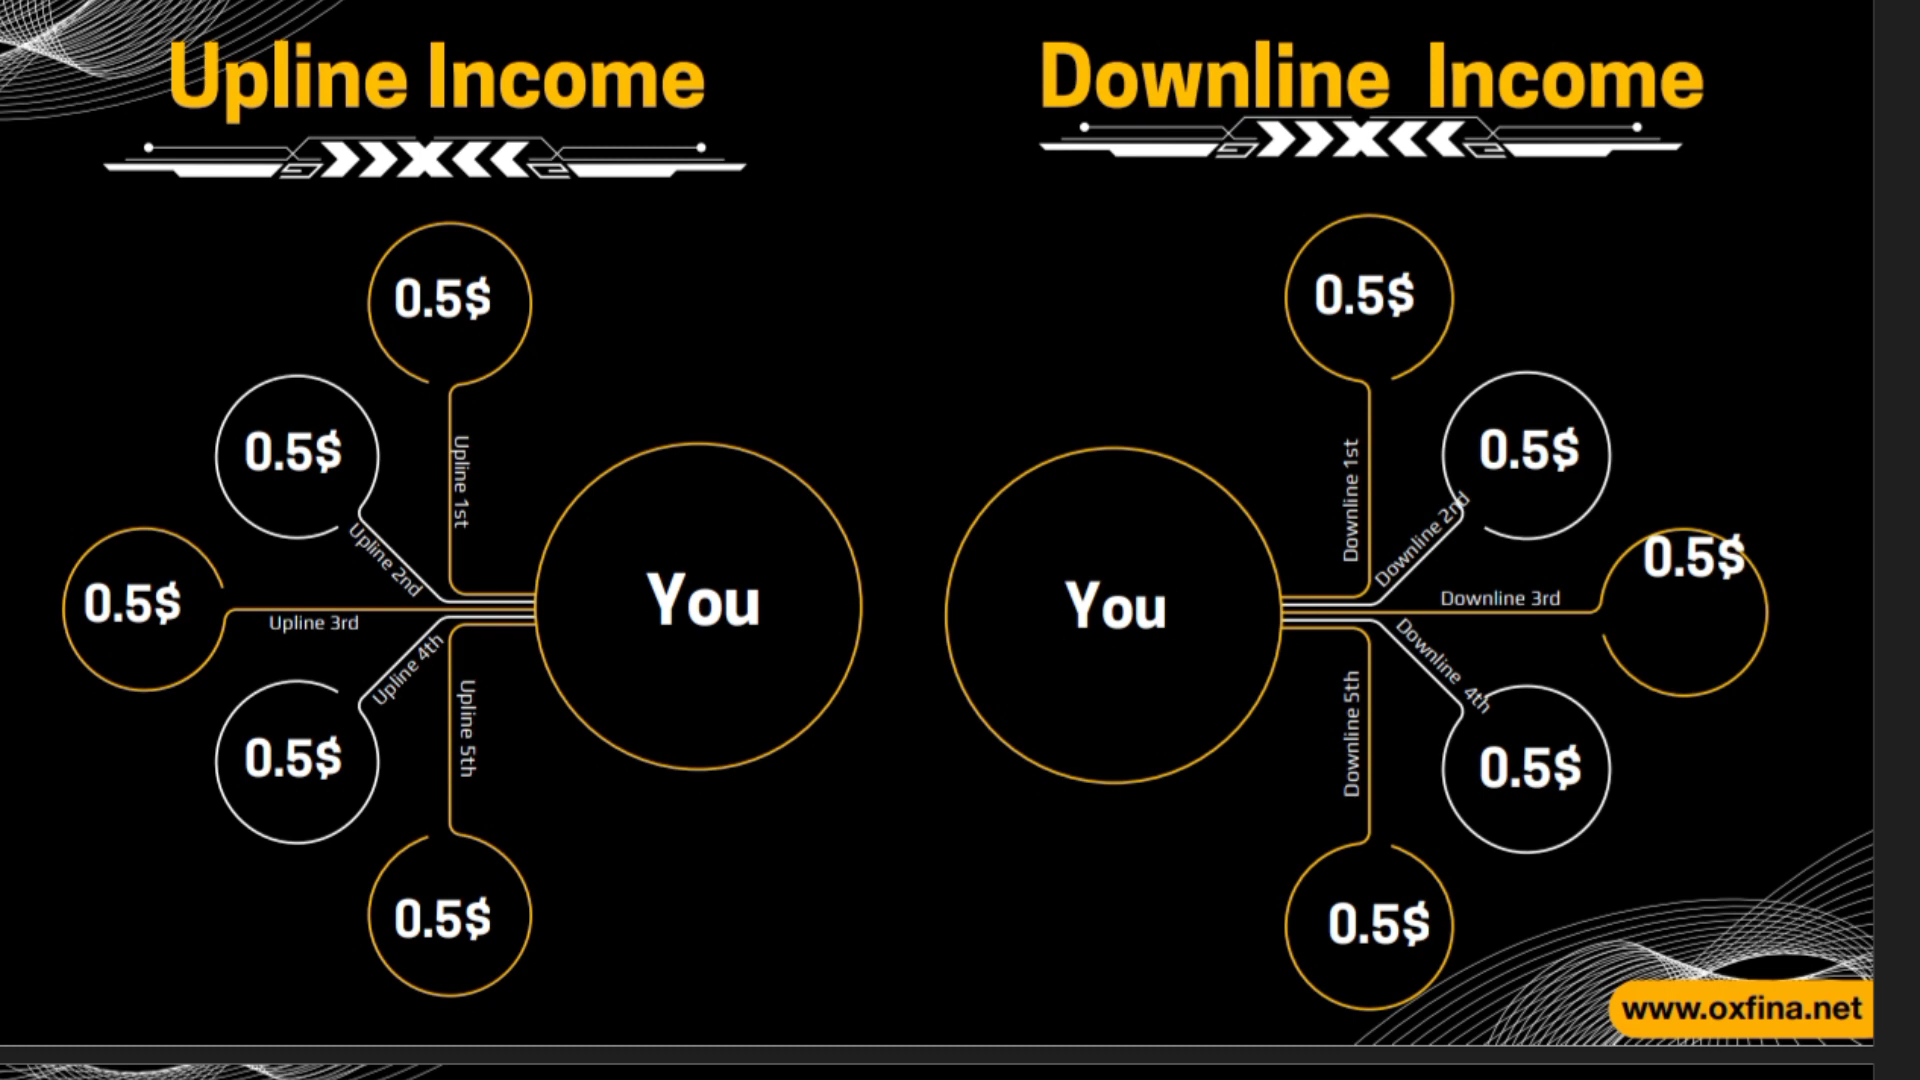 Upline Income
0.5$
0.5$
0.5$
0.5$
0.5$
Upline 1st
Upline 2nd
Upline 3rd
Upline 4th
Upline 5th
You
Downline Income
0.5$
0.5$
0.5$
0.5$
0.5$
Downline 1st
Downline 2nd
Downline 3rd
Downline 4th
Downline 5th
You
www.oxfina.net